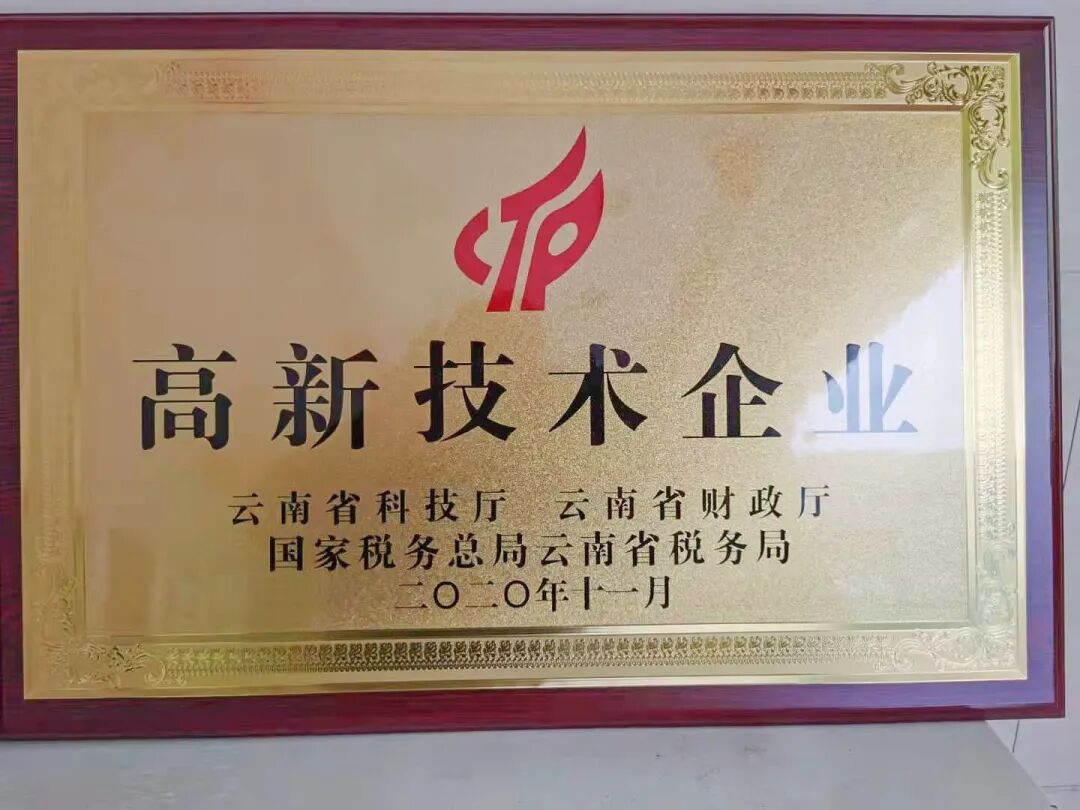 CTP
高新技术企业
云南省科技厅 云南省财政厅
国家税务总局云南省税务局
二〇二〇年十一月